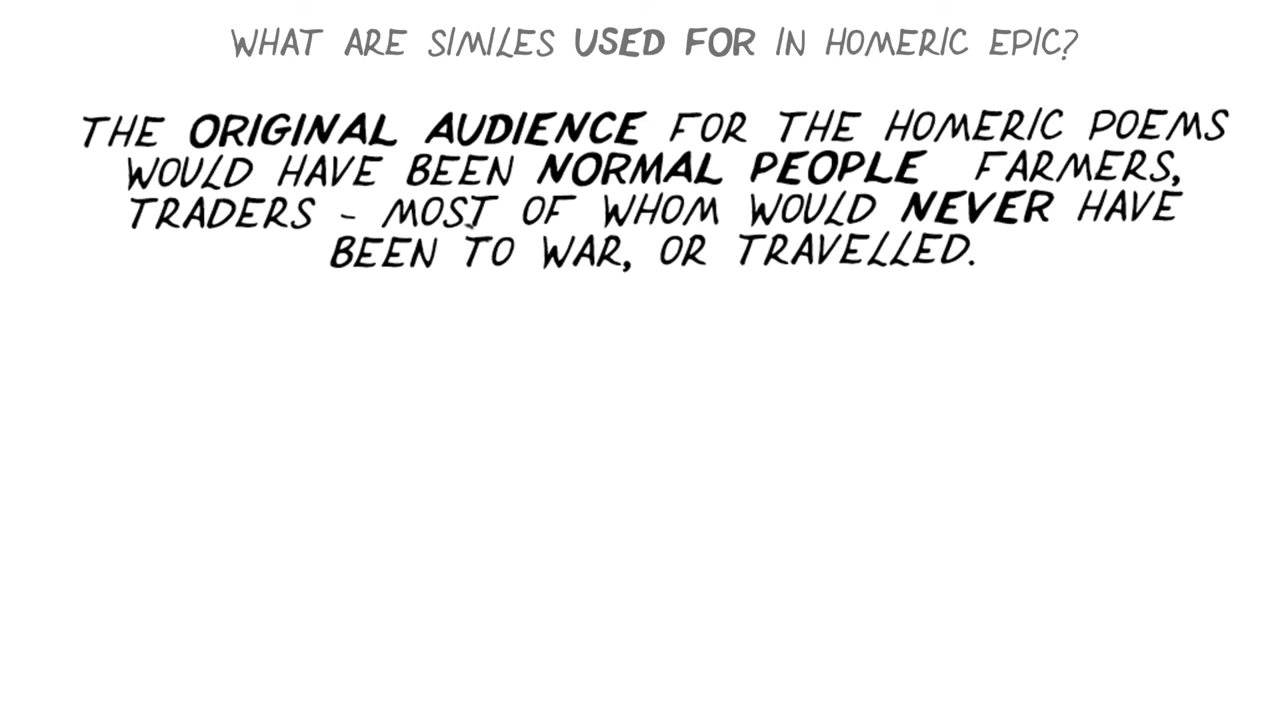 WHAT ARE SIMILES USED FOR IN HOMERIC EPIC?
THE ORIGINAL AUDIENCE FOR THE HOMERIC POEMS
WOULD HAVE BEEN NORMAL PEOPLE FARMERS,
TRADERS - MOST OF WHOM WOULD NEVER HAVE
BEEN TO WAR, OR TRAVELLED.